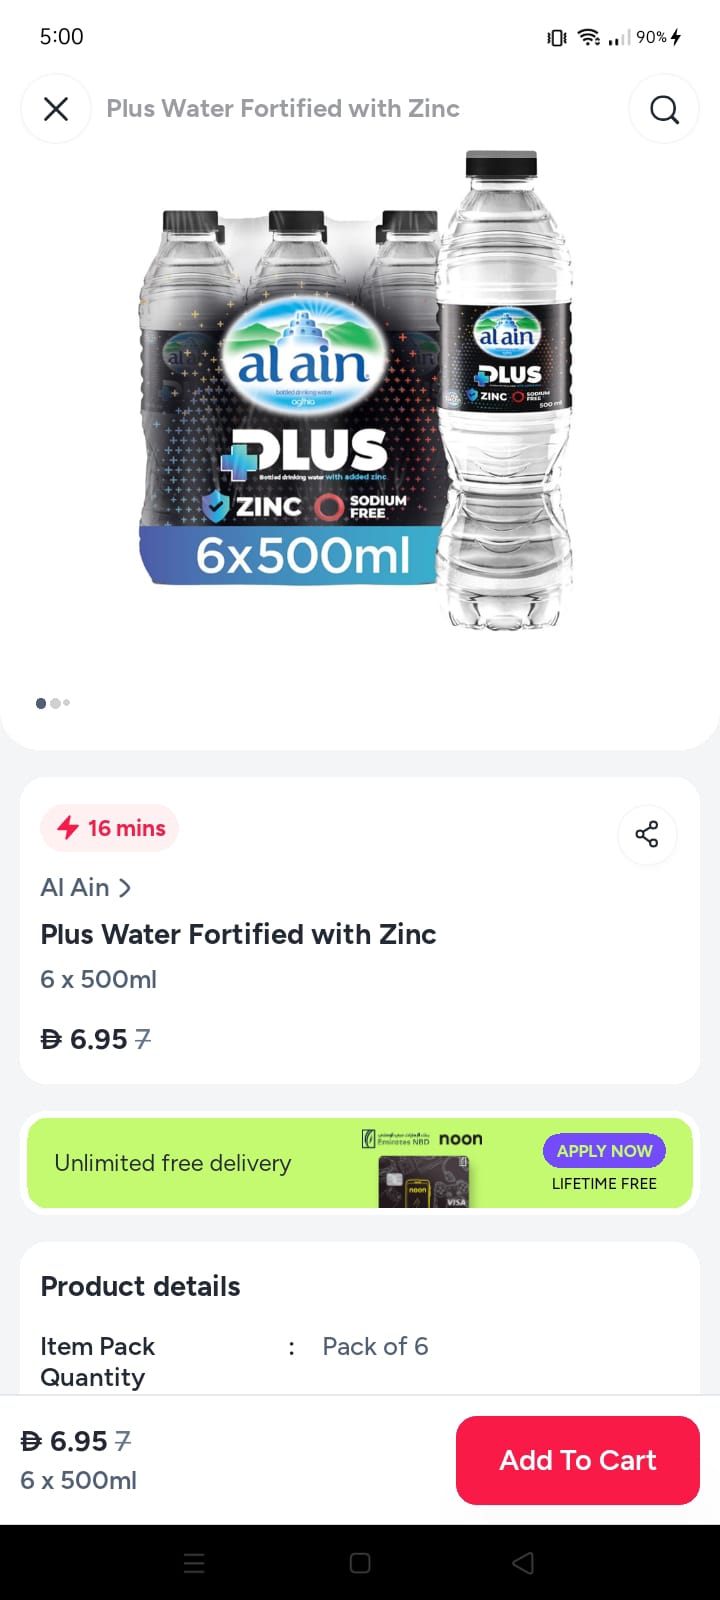 5:00
90%
Plus Water Fortified with Zinc
al ain
bottled drinking water
agthia
PLUS
Bottled drinking water with added zinc
ZINC
SODIUM
FREE
6x500ml
al ain
PLUS
ZINC
SODIUM
FREE
500 ml
16 mins
Al Ain
Plus Water Fortified with Zinc
6 x 500ml
6.95 7
Unlimited free delivery
Emirates NBD
noon
noon
VISA
APPLY NOW
LIFETIME FREE
Product details
Item Pack Quantity : Pack of 6
6.95 7
6 x 500ml
Add To Cart